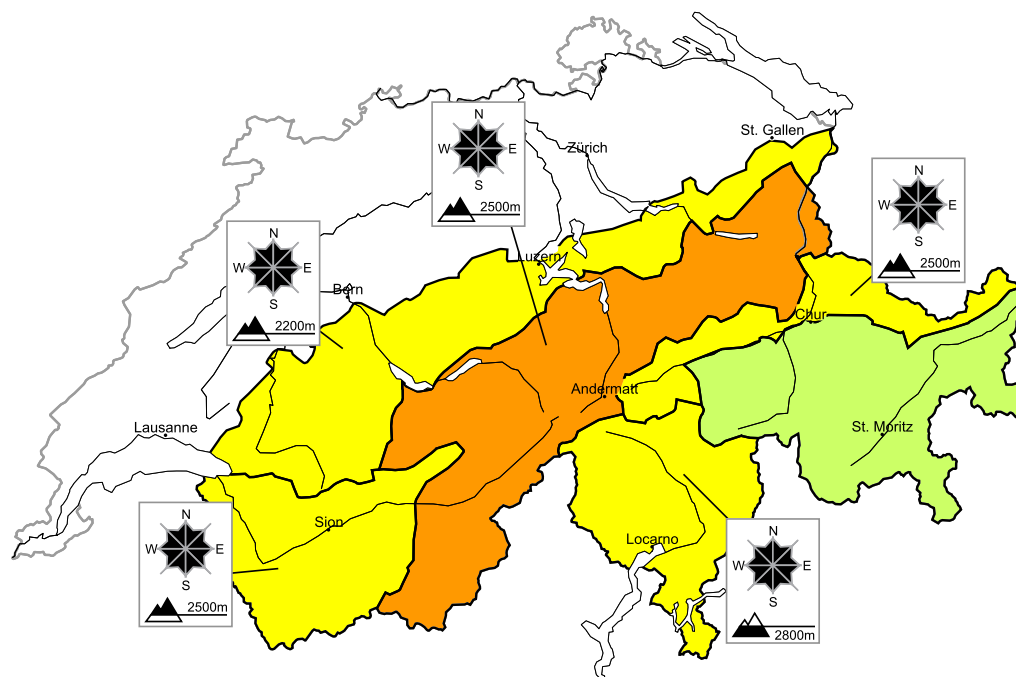 St. Gallen
N
W E
S
2500m
Zürich
N
W E
S
2500m
N
W E
S
2200m
Luzern
Bern
Chur
Andermatt
Lausanne
St. Moritz
Sion
N
W E
S
2500m
Locarno
N
W E
S
2800m